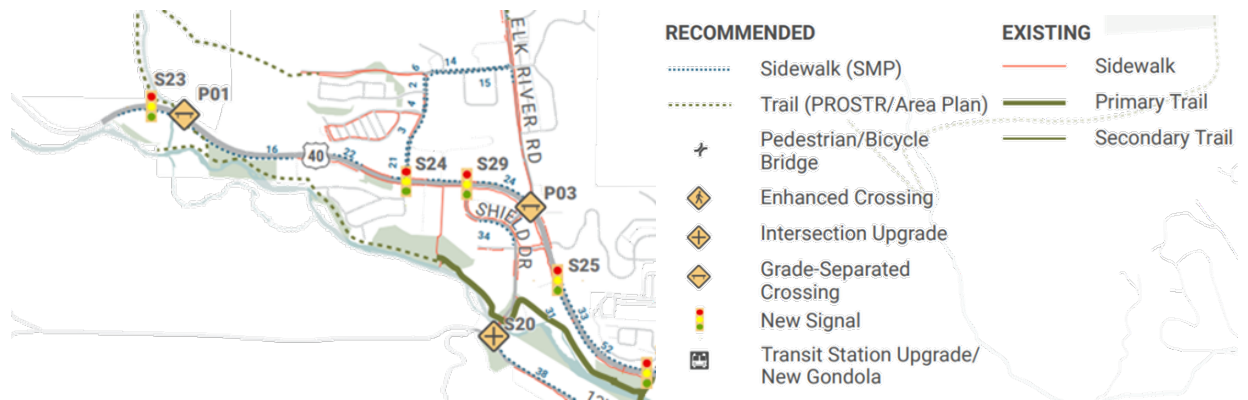 S23
P01
16
40
22
21
3
4
2
6
14
15
ELK RIVER RD
S24
S29
24
P03
SHIELD DR
34
S25
33
31
S20
52
38
RECOMMENDED
Sidewalk (SMP)
Trail (PROSTR/Area Plan)
Pedestrian/Bicycle
Bridge
Enhanced Crossing
Intersection Upgrade
Grade-Separated
Crossing
New Signal
Transit Station Upgrade/
New Gondola
EXISTING
Sidewalk
Primary Trail
Secondary Trail